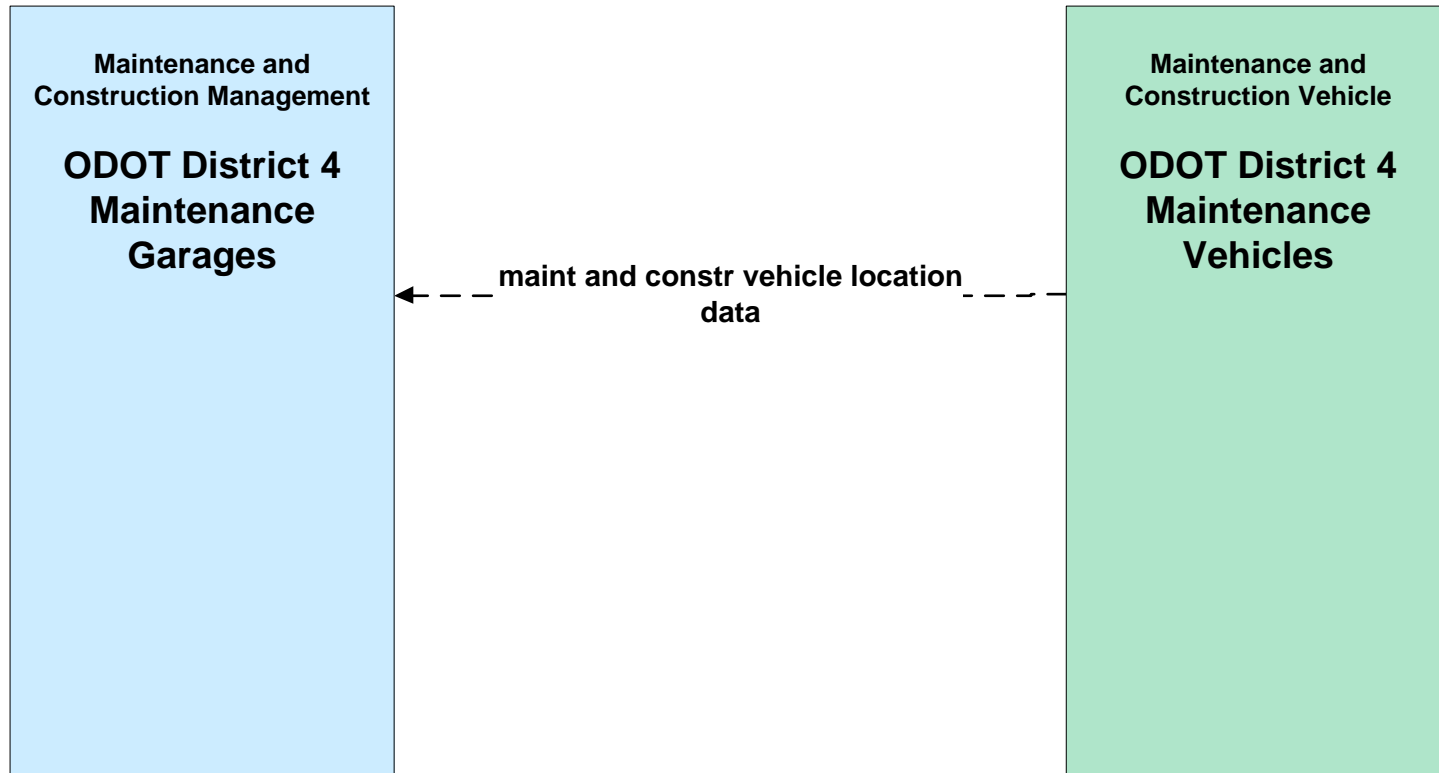 Maintenance and
Construction Management
ODOT District 4
Maintenance
Garages
maint and constr vehicle location
data
Maintenance and
Construction Vehicle
ODOT District 4
Maintenance
Vehicles